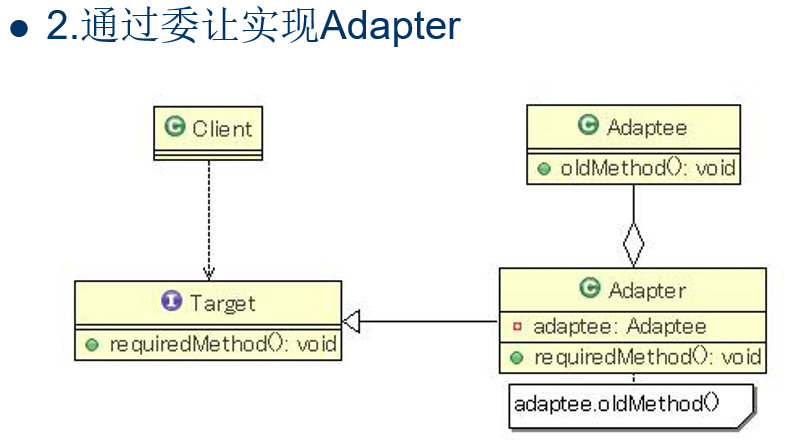 ● 2.通过委让实现Adapter
C Client
C Adaptee
oldMethod(): void
I Target
requiredMethod(): void
C Adapter
adaptee: Adaptee
requiredMethod(): void
adaptee.oldMethod()